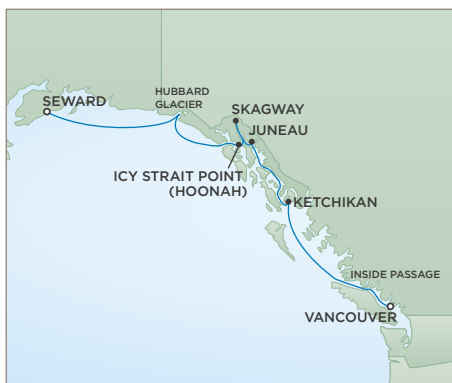 HUBBARD
GLACIER
SEWARD
SKAGWAY
JUNEAU
ICY STRAIT POINT
(HOONAH)
KETCHIKAN
INSIDE PASSAGE
VANCOUVER